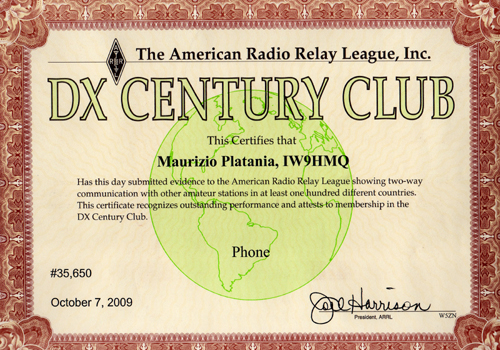 The American Radio Relay League, Inc.
DX CENTURY CLUB
This Certifies that
Maurizio Platania, IW9HMQ
Has this day submitted evidence to the American Radio Relay League showing two-way
communication with other amateur stations in at least one hundred different countries.
This certificate recognizes outstanding performance and attests to membership in the
DX Century Club.
Phone
#35,650
October 7, 2009
Joel Harrison
President, ARRL
W5ZN